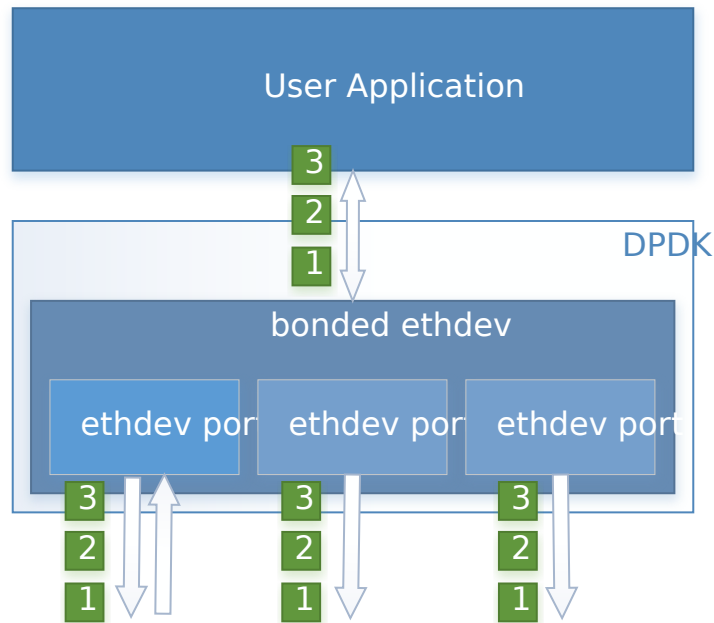 User Application
3
2
1
DPDK
bonded ethdev
ethdev port
ethdev port
ethdev port
3
3
3
2
2
2
1
1
1